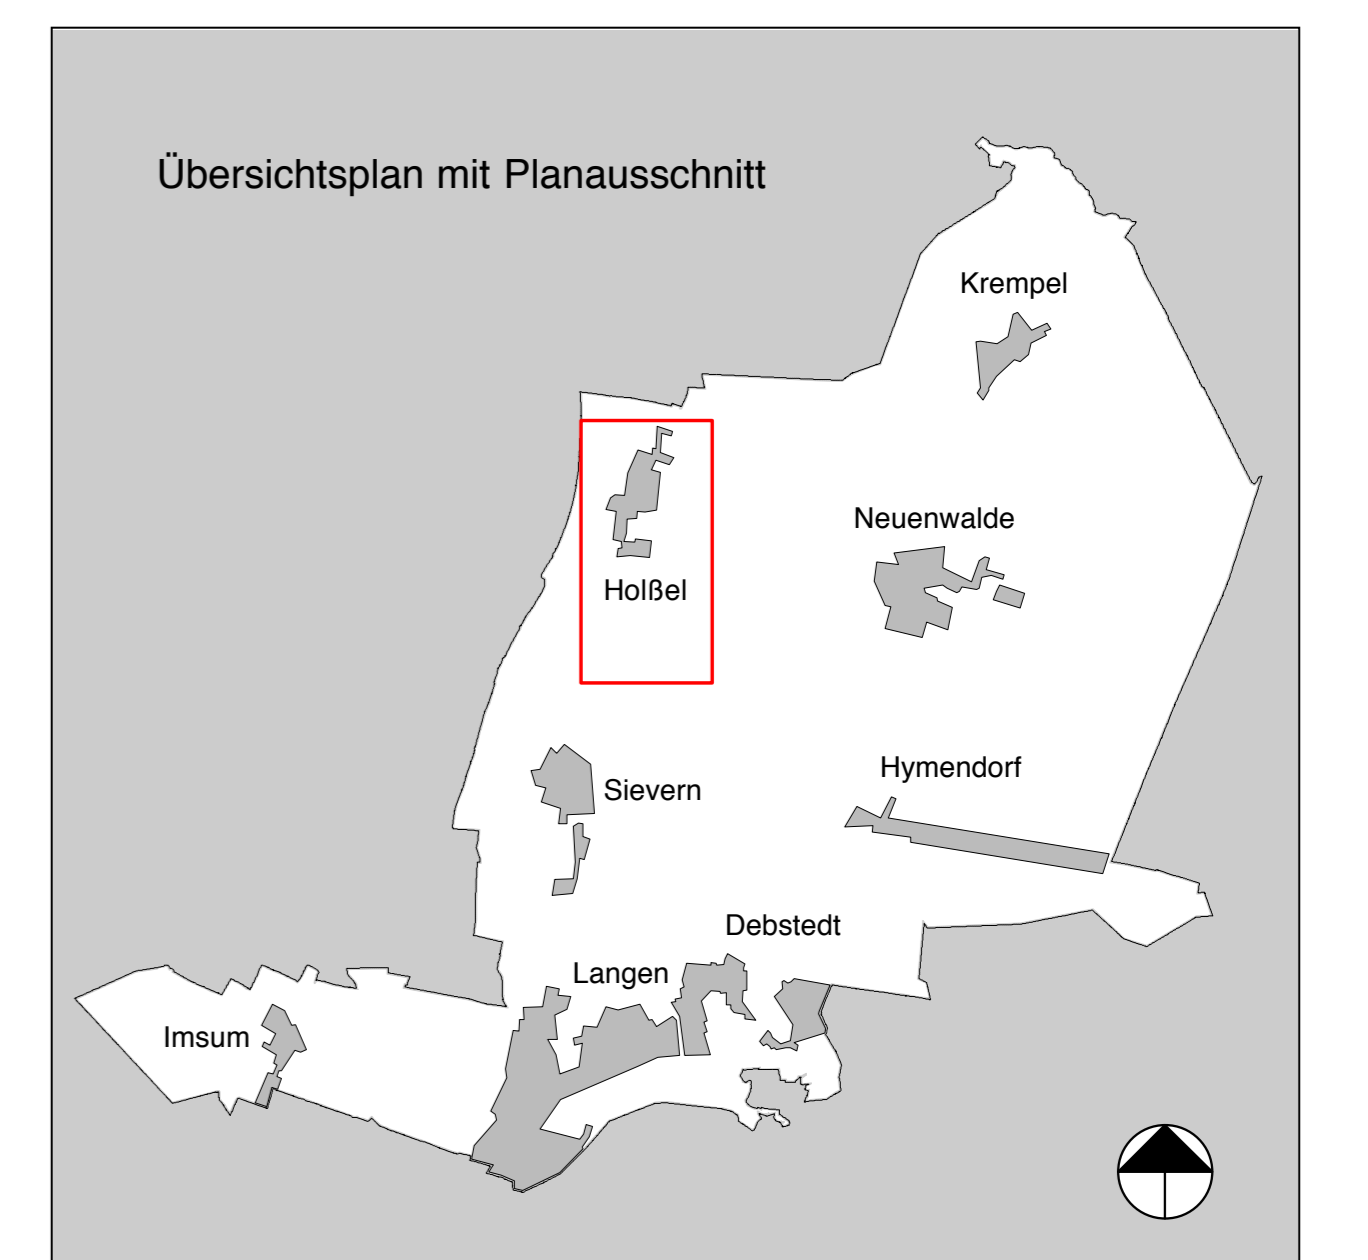 Übersichtsplan mit Planausschnitt
Krempel
Neuenwalde
Holßel
Hymendorf
Sievern
Debstedt
Langen
Imsum